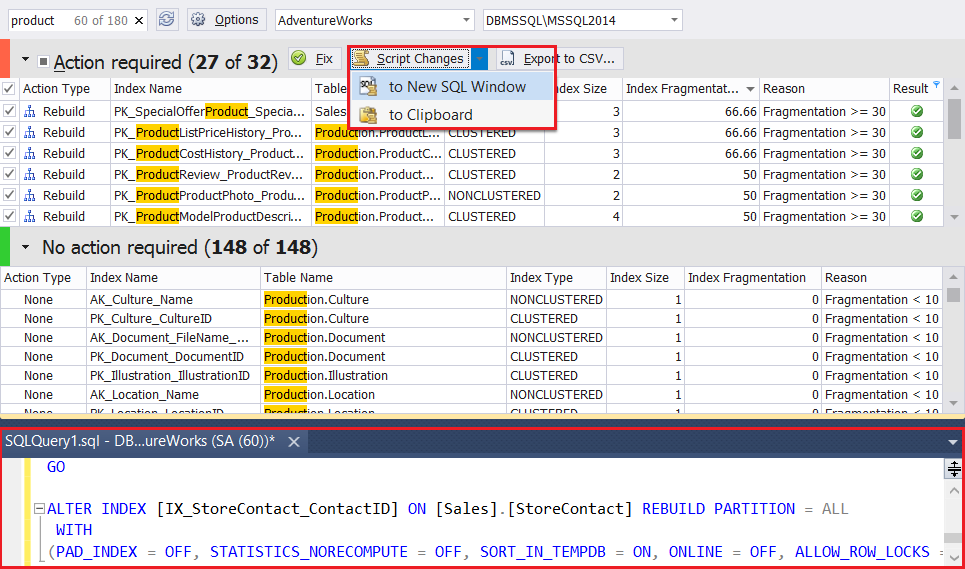 product 60 of 180 Options AdventureWorks DBMSSQL\MSSQL2014
Action required (27 of 32) Fix Script Changes Export to CSV...
to New SQL Window
to Clipboard
Action Type Index Name Table Index Size Index Fragmentat... Reason Result
Rebuild PK_SpecialOfferProduct_Specia... Sales 3 66.66 Fragmentation >= 30
Rebuild PK_ProductListPriceHistory_Pro... Production.ProductL... CLUSTERED 3 66.66 Fragmentation >= 30
Rebuild PK_ProductCostHistory_Product... Production.ProductC... CLUSTERED 3 66.66 Fragmentation >= 30
Rebuild PK_ProductReview_ProductRev... Production.Product... CLUSTERED 2 50 Fragmentation >= 30
Rebuild PK_ProductProductPhoto_Produ... Production.ProductP... NONCLUSTERED 2 50 Fragmentation >= 30
Rebuild PK_ProductModelProductDescri... Production.Product... CLUSTERED 4 50 Fragmentation >= 30
No action required (148 of 148)
Action Type Index Name Table Name Index Type Index Size Index Fragmentation Reason
None AK_Culture_Name Production.Culture NONCLUSTERED 1 0 Fragmentation < 10
None PK_Culture_CultureID Production.Culture CLUSTERED 1 0 Fragmentation < 10
None AK_Document_FileName_... Production.Document NONCLUSTERED 1 0 Fragmentation < 10
None PK_Document_DocumentID Production.Document CLUSTERED 1 0 Fragmentation < 10
None PK_Illustration_IllustrationID Production.Illustration CLUSTERED 1 0 Fragmentation < 10
None AK_Location_Name Production.Location NONCLUSTERED 1 0 Fragmentation < 10
None PK_Location_LocationID Production.Location CLUSTERED 1 0 Fragmentation < 10
SQLQuery1.sql - DB...ureWorks (SA (60))*
GO
ALTER INDEX [IX_StoreContact_ContactID] ON [Sales].[StoreContact] REBUILD PARTITION = ALL
WITH
(PAD_INDEX = OFF, STATISTICS_NORECOMPUTE = OFF, SORT_IN_TEMPDB = ON, ONLINE = OFF, ALLOW_ROW_LOCKS =